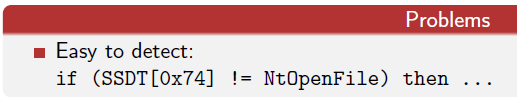 Problems
Easy to detect:
if (SSDT[0x74] != NtOpenFile) then ...